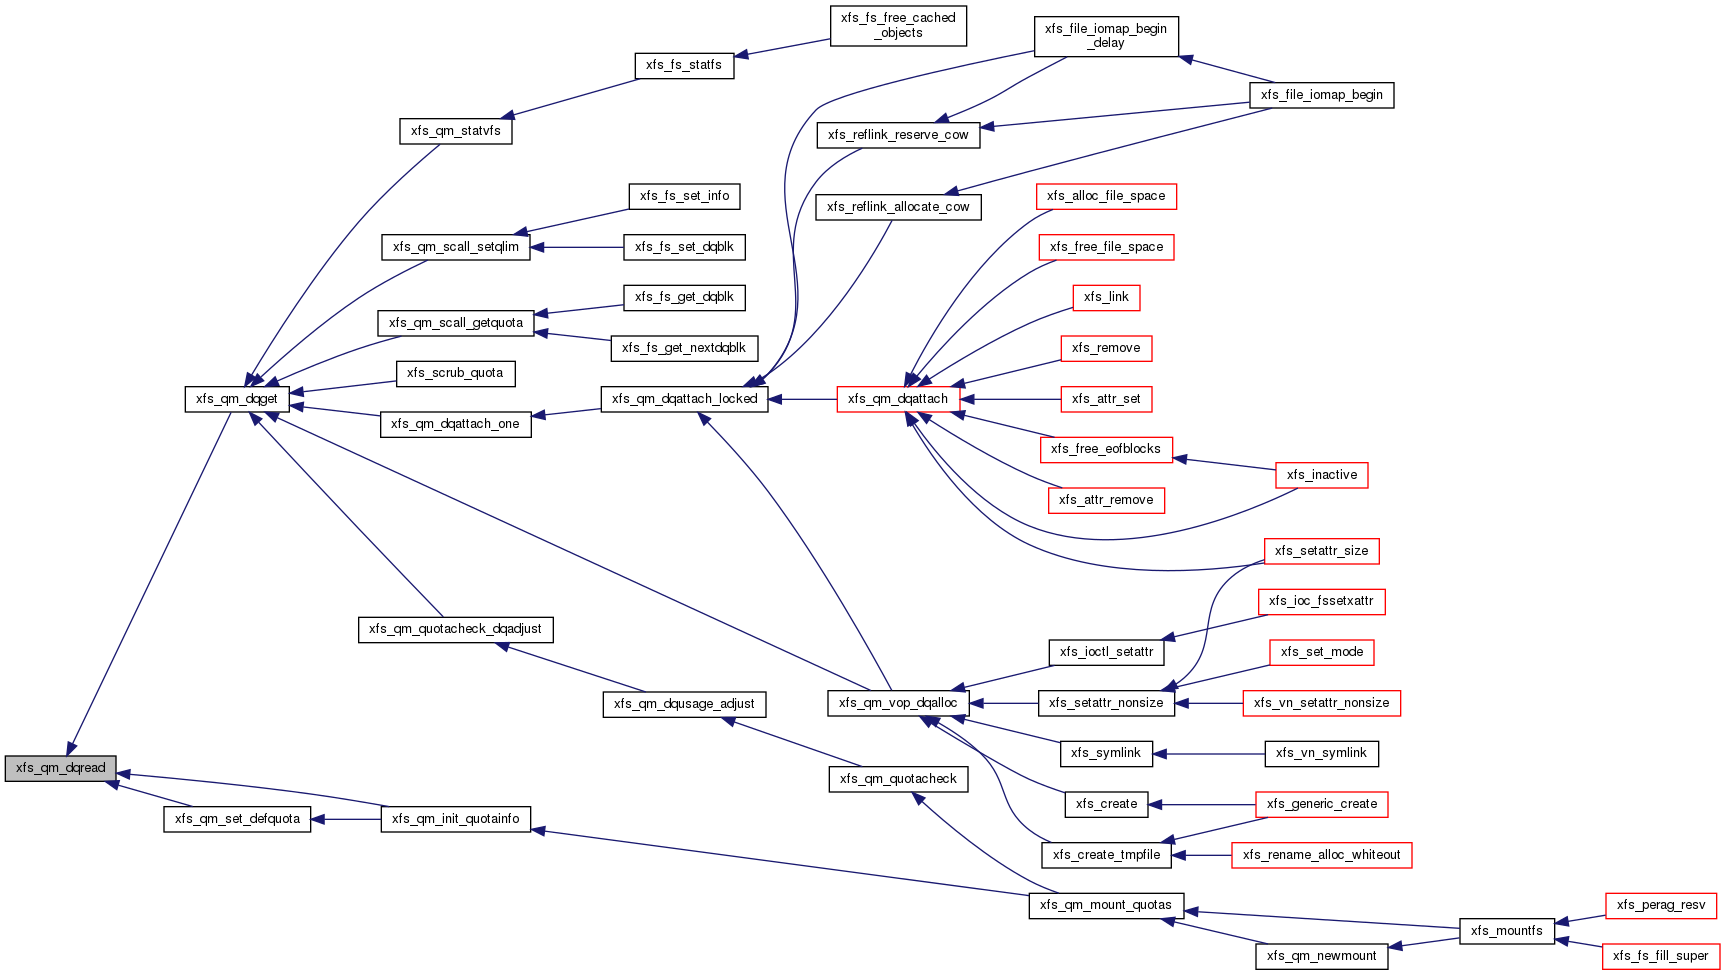 xfs_fs_free_cached
_objects
xfs_file_iomap_begin
_delay
xfs_fs_statfs
xfs_file_iomap_begin
xfs_qm_statvfs
xfs_reflink_reserve_cow
xfs_fs_set_info
xfs_alloc_file_space
xfs_reflink_allocate_cow
xfs_qm_scall_setqlim
xfs_fs_set_dqblk
xfs_free_file_space
xfs_fs_get_dqblk
xfs_link
xfs_qm_scall_getquota
xfs_fs_get_nextdqblk
xfs_remove
xfs_scrub_quota
xfs_qm_dqget
xfs_qm_dqattach_locked
xfs_qm_dqattach
xfs_attr_set
xfs_qm_dqattach_one
xfs_free_eofblocks
xfs_inactive
xfs_attr_remove
xfs_setattr_size
xfs_ioc_fssetxattr
xfs_qm_quotacheck_dqadjust
xfs_ioctl_setattr
xfs_set_mode
xfs_qm_dqusage_adjust
xfs_qm_vop_dqalloc
xfs_setattr_nonsize
xfs_vn_setattr_nonsize
xfs_symlink
xfs_vn_symlink
xfs_qm_dqread
xfs_qm_quotacheck
xfs_create
xfs_generic_create
xfs_qm_set_defquota
xfs_qm_init_quotainfo
xfs_create_tmpfile
xfs_rename_alloc_whiteout
xfs_qm_mount_quotas
xfs_perag_resv
xfs_mountfs
xfs_qm_newmount
xfs_fs_fill_super